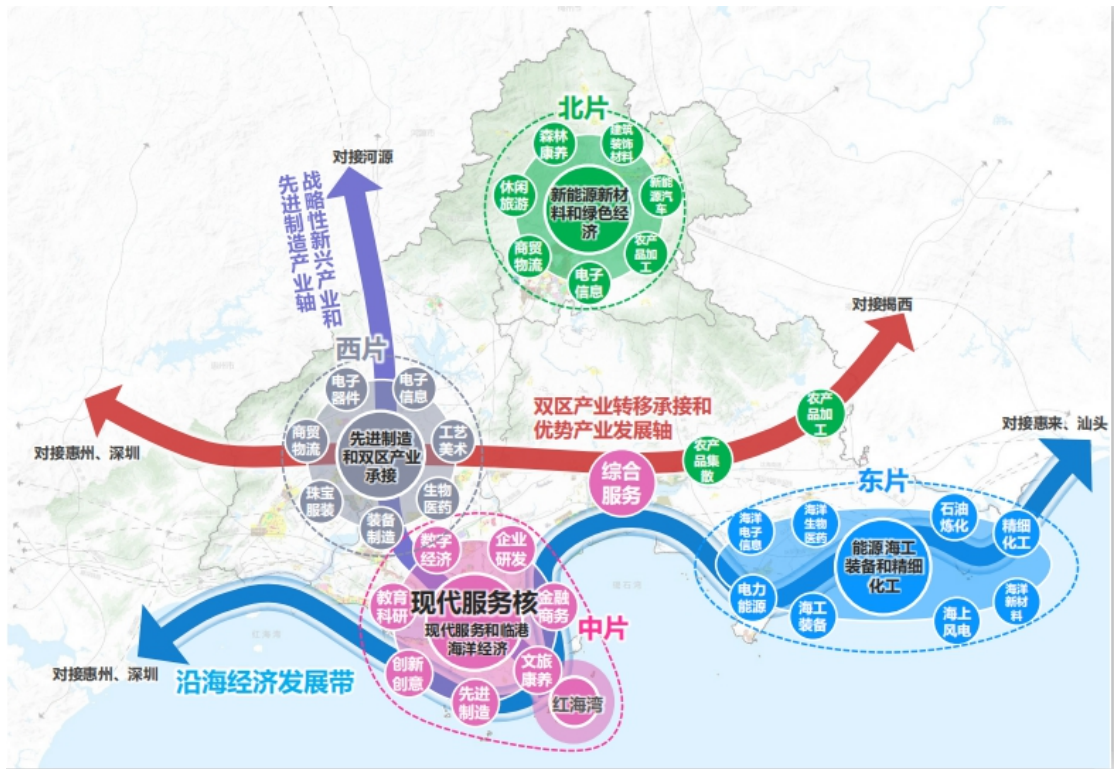 北片
森林
康养
建筑
装饰
材料
休闲
旅游
新能
源汽
车
新能源新材
料和绿色经
济
商贸
物流
农产
品加
工
电子
信息
对接河源
战略性新兴产业和
先进制造产业轴
对接揭西
西片
电子
器件
电子
信息
商贸
物流
先进制造
和双区产业
承接
工艺
美术
珠宝
服装
生物
医药
装备
制造
对接惠州、深圳
双区产业转移承接和
优势产业发展轴
农产
品加
工
农产
品集
散
综合
服务
对接惠来、汕头
东片
海洋
电子
信息
海洋
生物
医药
石油
炼化
精细
化工
能源海工
装备和精细
化工
电力
能源
海工
装备
海上
风电
海洋
新材
料
数字
经济
企业
研发
教育
科研
现代服务核
现代服务和临港
海洋经济
金融
商务
中片
创新
创意
文旅
康养
先进
制造
红海湾
对接惠州、深圳
沿海经济发展带
红海湾
碣石湾